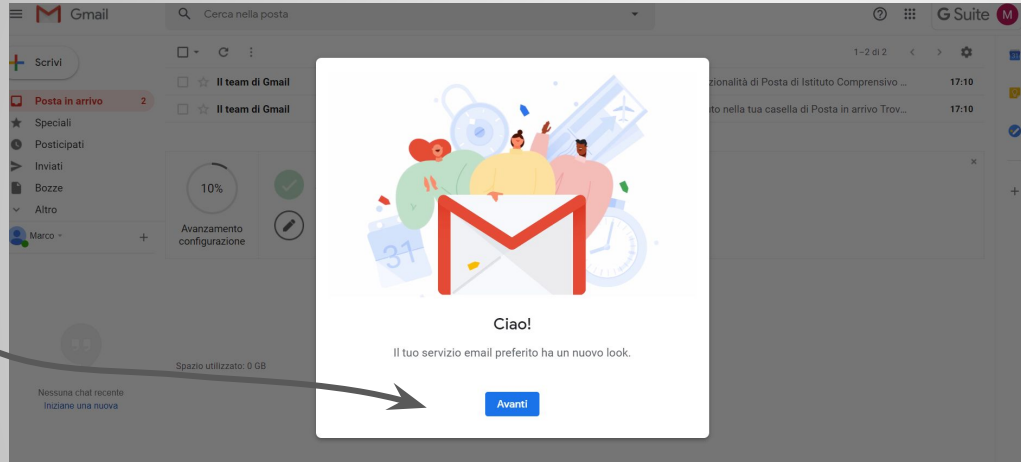 Gmail
Cerca nella posta
G Suite
M
Scrivi
1–2 di 2
Posta in arrivo 2
Il team di Gmail
zionalità di Posta di Istituto Comprensivo ... 17:10
Speciali
Il team di Gmail
to nella tua casella di Posta in arrivo Trov... 17:10
Posticipati
Inviati
Bozze
Altro
Marco
10%
Avanzamento
configurazione
31
Ciao!
Il tuo servizio email preferito ha un nuovo look.
Avanti
Spazio utilizzato: 0 GB
Nessuna chat recente
Iniziane una nuova